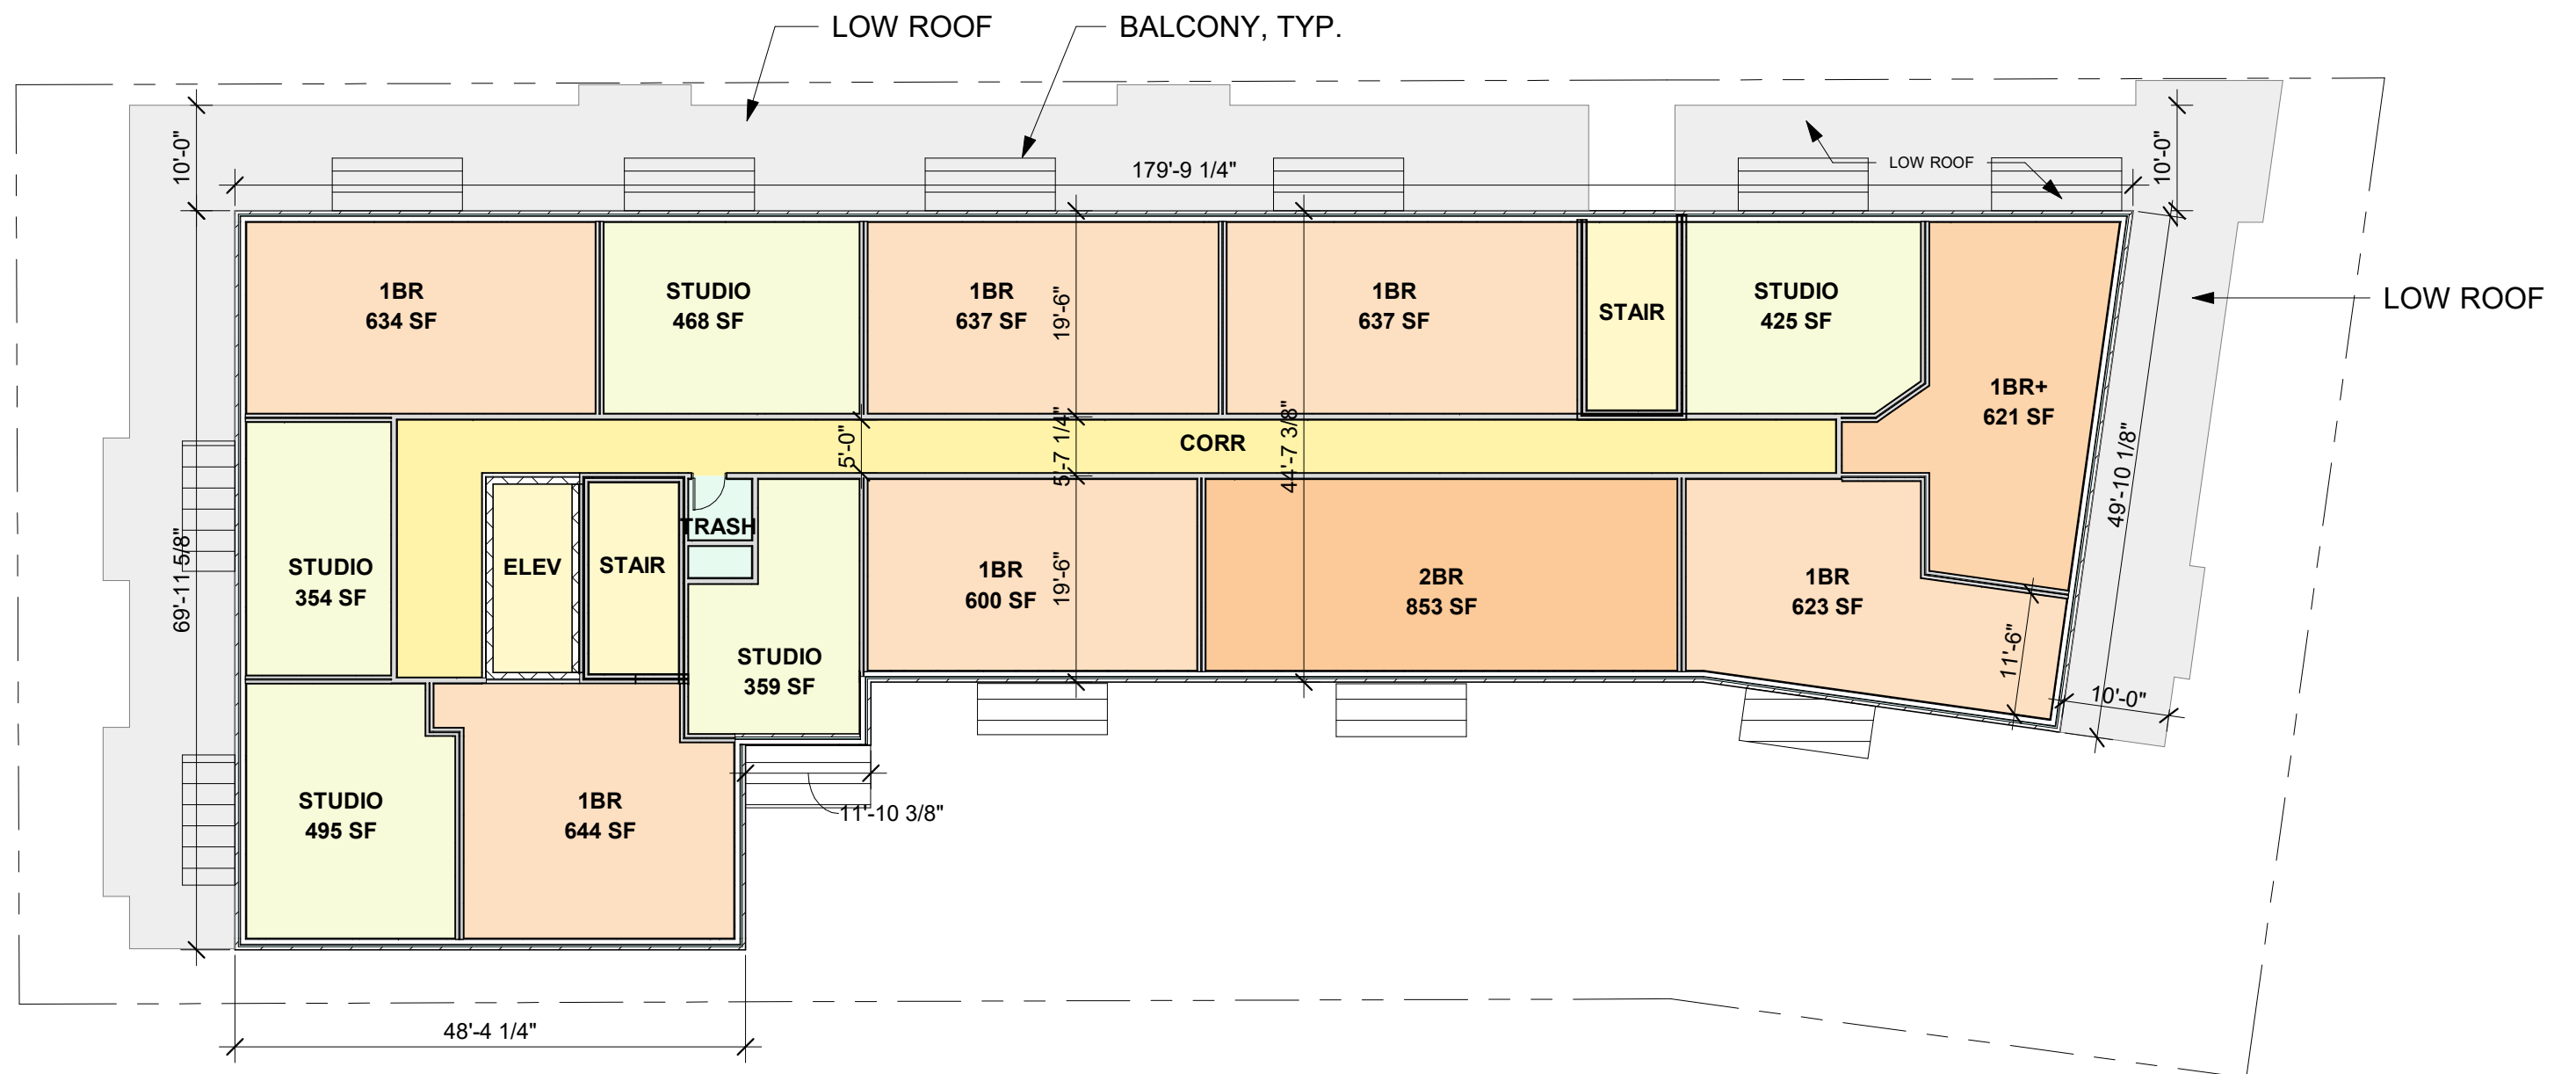 LOW ROOF
BALCONY, TYP.
10'-0"
179'-9 1/4"
LOW ROOF
10'-0"
1BR
634 SF
STUDIO
468 SF
1BR
637 SF
19'-6"
1BR
637 SF
STAIR
STUDIO
425 SF
LOW ROOF
1BR+
621 SF
5'-0"
5'-7 1/4"
CORR
44'-7 3/8"
49'-10 1/8"
69'-11 5/8"
STUDIO
354 SF
ELEV
STAIR
TRASH
1BR
600 SF
19'-6"
2BR
853 SF
1BR
623 SF
11'-6"
10'-0"
STUDIO
359 SF
STUDIO
495 SF
1BR
644 SF
11'-10 3/8"
48'-4 1/4"